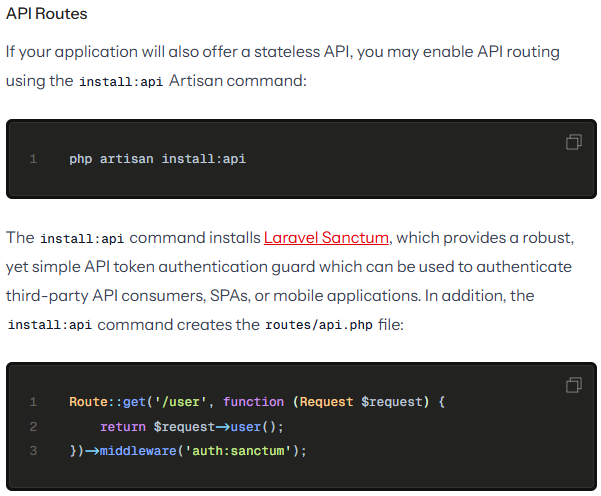 API Routes
If your application will also offer a stateless API, you may enable API routing
using the install:api Artisan command:
1 php artisan install:api
The install:api command installs Laravel Sanctum, which provides a robust,
yet simple API token authentication guard which can be used to authenticate
third-party API consumers, SPAs, or mobile applications. In addition, the
install:api command creates the routes/api.php file:
1 Route::get('/user', function (Request $request) {
2     return $request->user();
3 })->middleware('auth:sanctum');